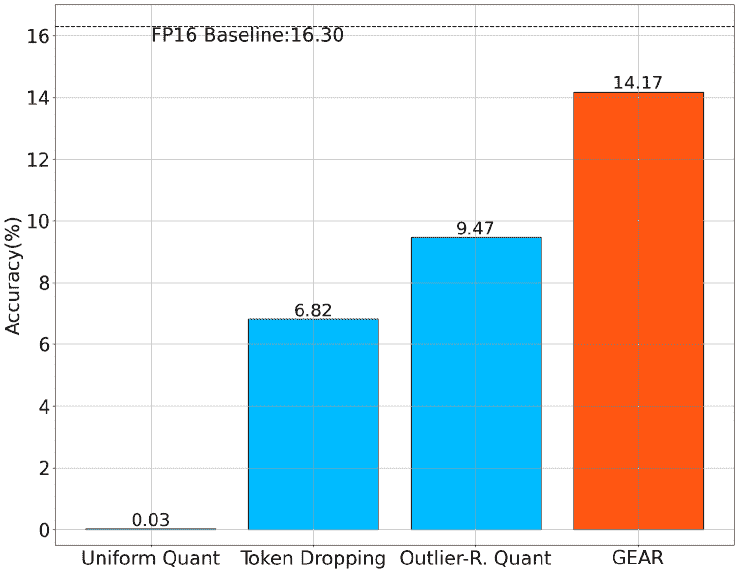 FP16 Baseline:16.30
16
14
12
10
8
6
4
2
0
Accuracy(%)
0.03
6.82
9.47
14.17
Uniform Quant
Token Dropping
Outlier-R. Quant
GEAR